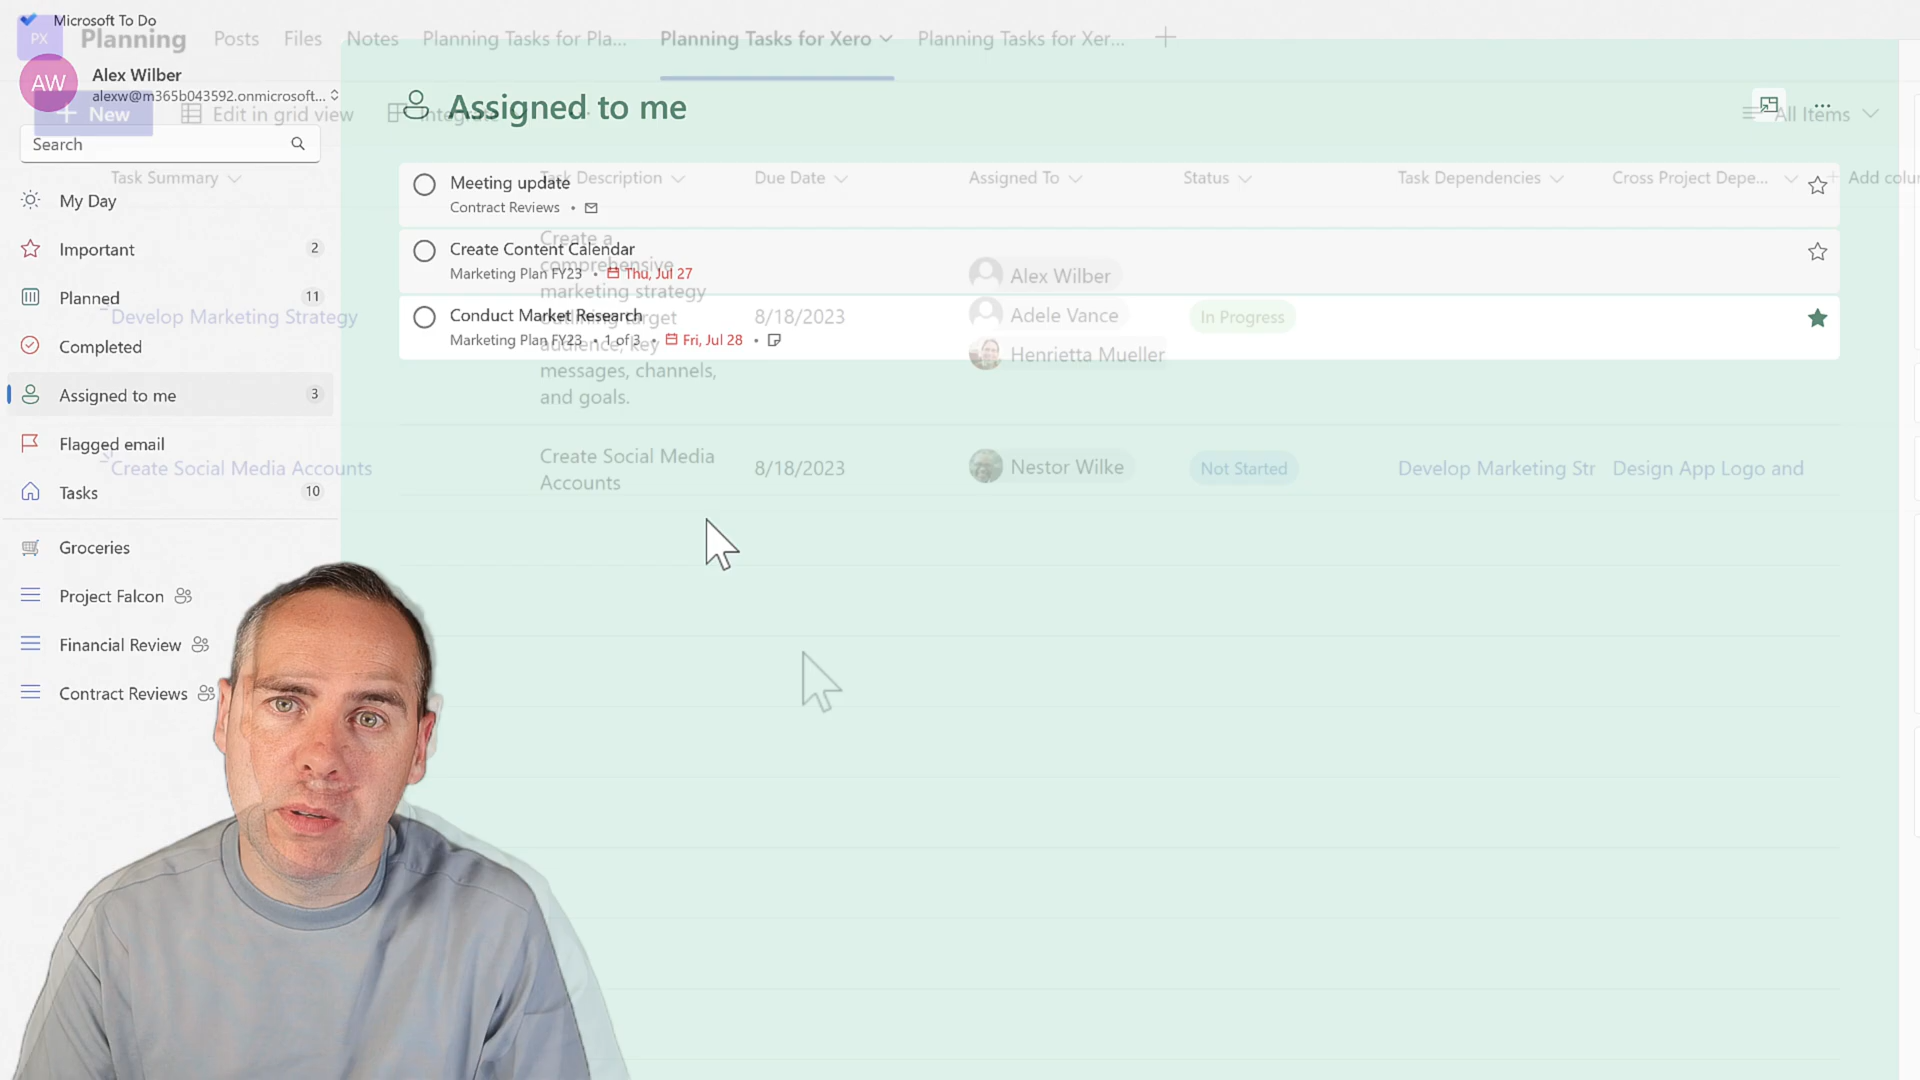 Microsoft To Do
PX
Planning
Posts
Files
Notes
Planning Tasks for Pla...
Planning Tasks for Xero
Planning Tasks for Xer...
AW
Alex Wilber
alexw@m365b043592.onmicrosoft...
New
Edit in grid view
Integrate
All Items
Search
Assigned to me
Task Summary
Task Description
Due Date
Assigned To
Status
Task Dependencies
Cross Project Depe...
Add colu
My Day
Important 2
Planned 11
Completed
Assigned to me 3
Flagged email
Tasks 10
Groceries
Project Falcon
Financial Review
Contract Reviews
Meeting update
Contract Reviews
Create Content Calendar
Marketing Plan FY23 • Thu, Jul 27
Conduct Market Research
Marketing Plan FY23 • 1 of 3 • Fri, Jul 28
Develop Marketing Strategy
Create a
comprehensive
marketing strategy
outlining target
audience, key
messages, channels,
and goals.
8/18/2023
Alex Wilber
Adele Vance
Henrietta Mueller
In Progress
Create Social Media Accounts
Create Social Media
Accounts
8/18/2023
Nestor Wilke
Not Started
Develop Marketing Str
Design App Logo and